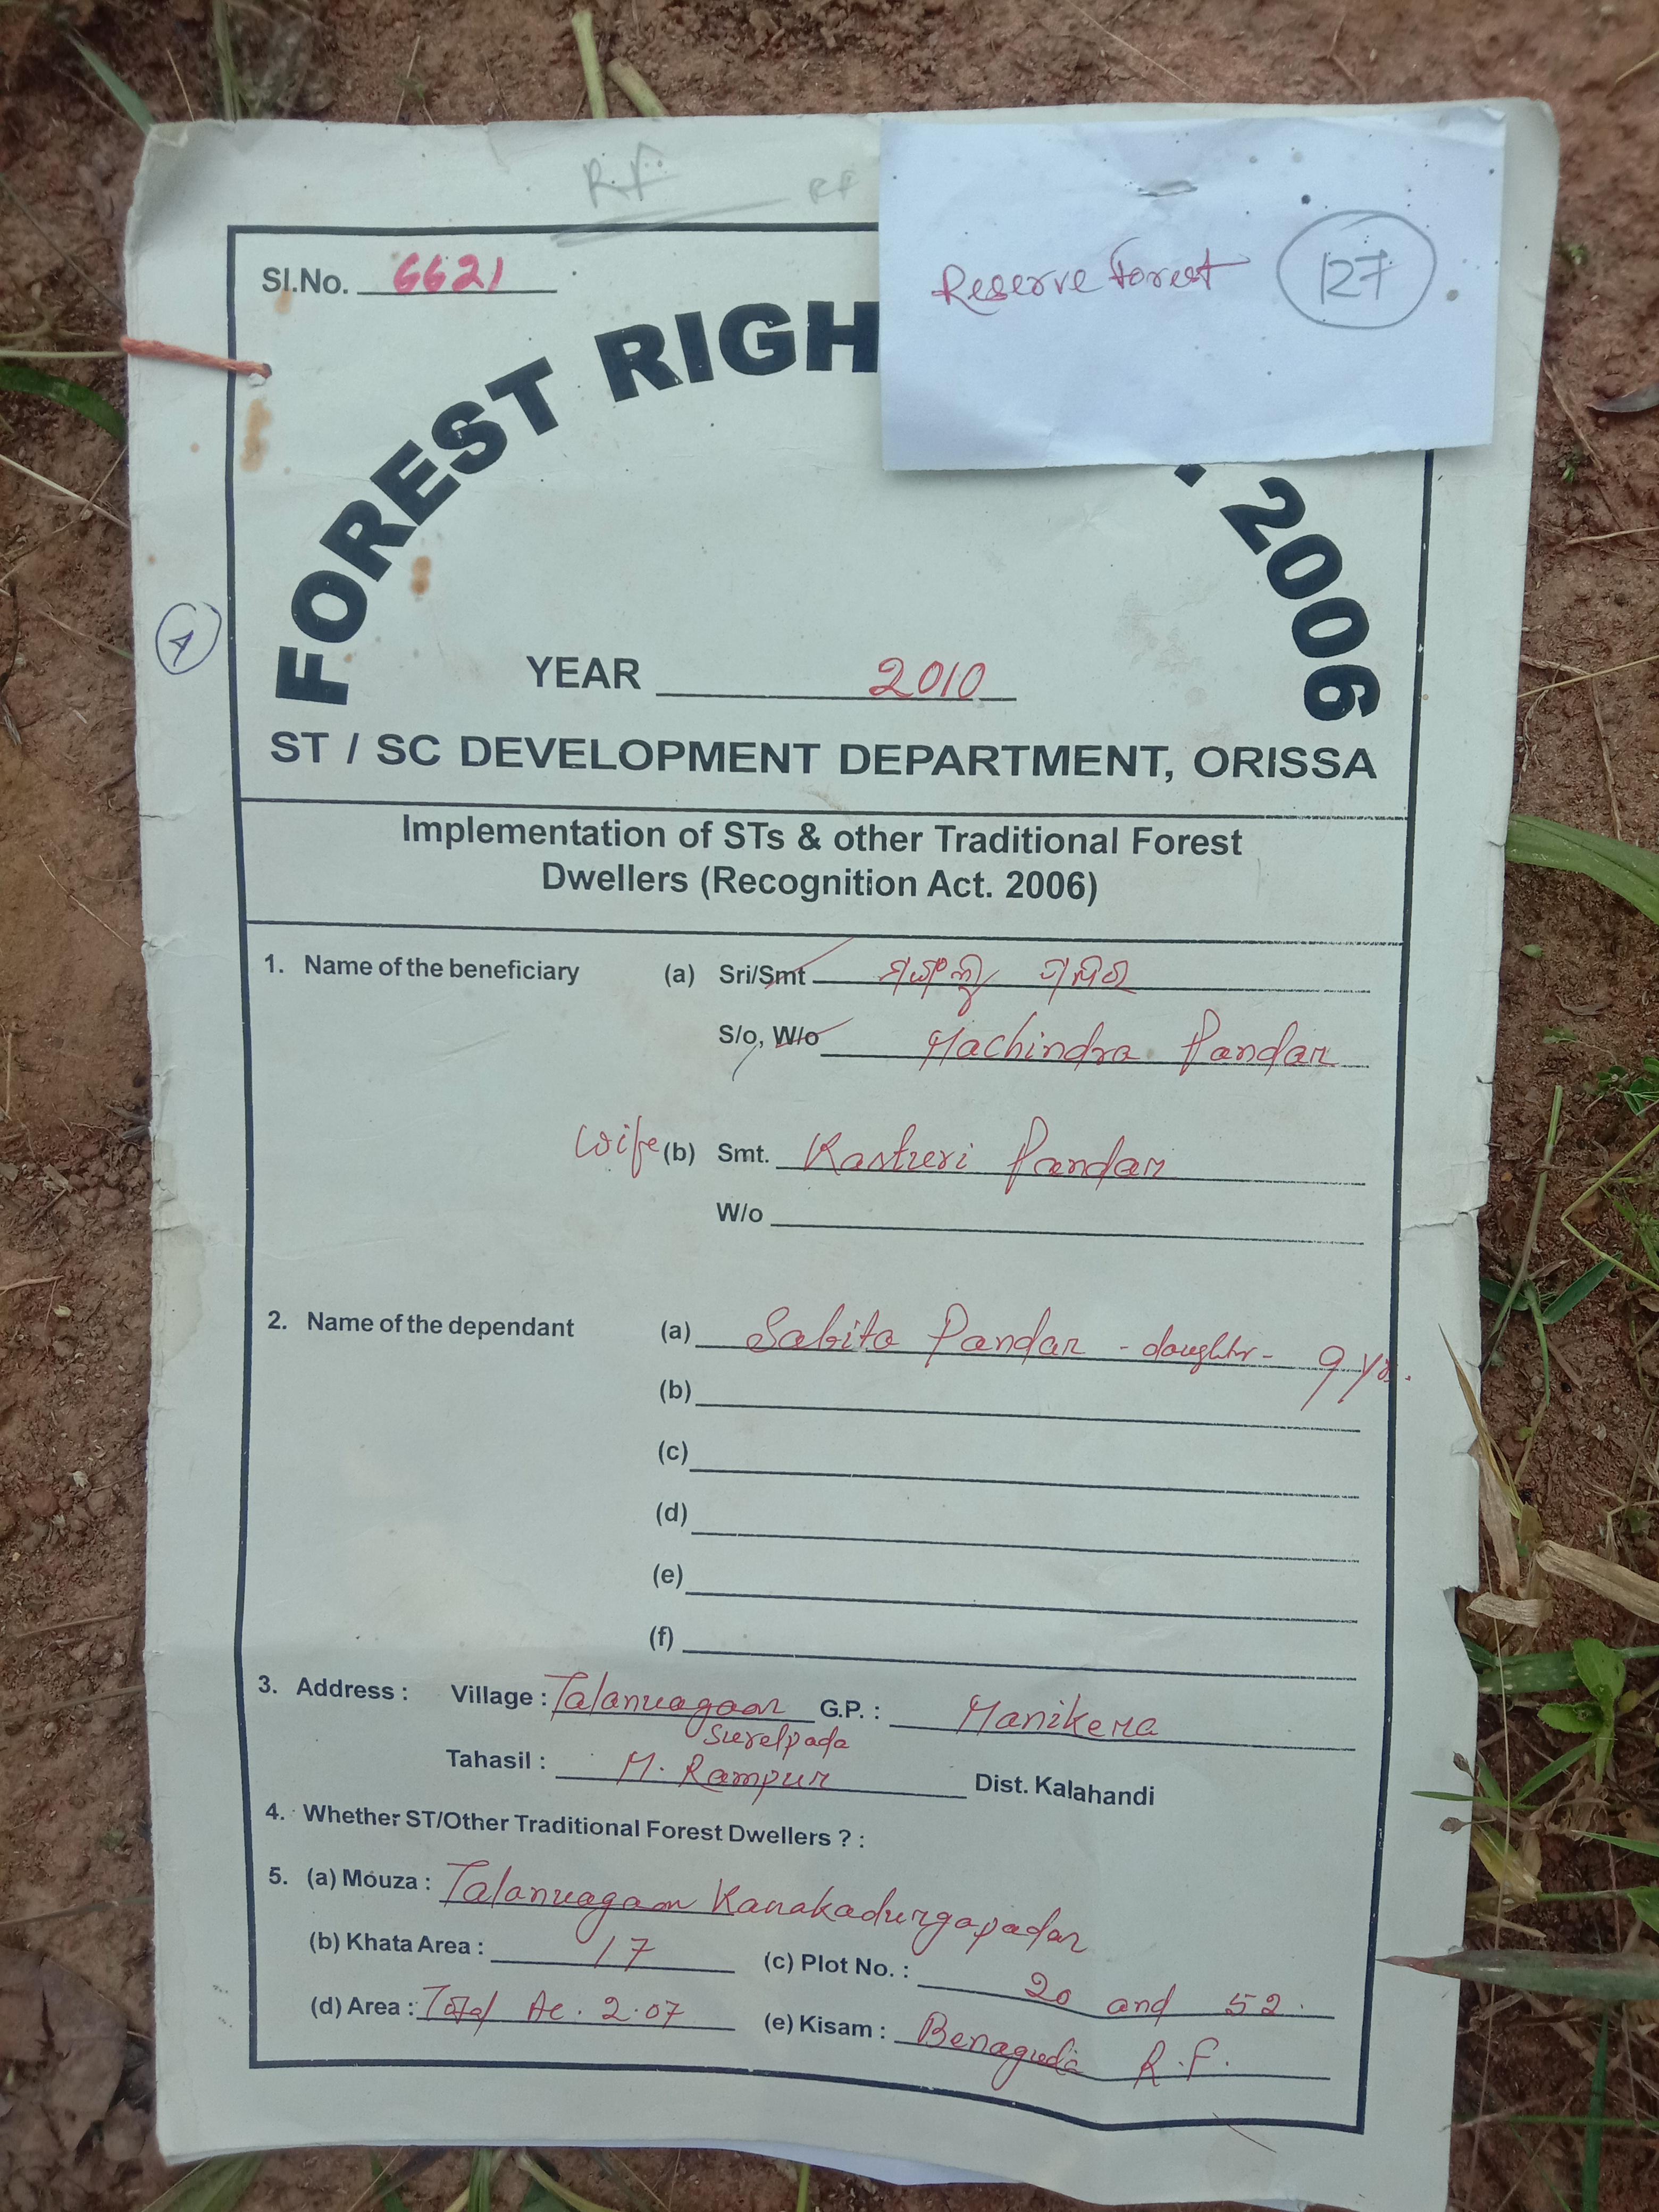 RF RF
Reserve Forest 127
Sl.No. 6621
FOREST RIGH 2006
A
YEAR 2010
ST / SC DEVELOPMENT DEPARTMENT, ORISSA
Implementation of STs & other Traditional Forest
Dwellers (Recognition Act. 2006)
1. Name of the beneficiary (a) Sri/Smt
S/o, W/o Machindra Pandar
wife (b) Smt. Kasturi Pandar
W/o
2. Name of the dependant (a) Sabita Pandar - daughter - 9 yr.
(b)
(c)
(d)
(e)
(f)
3. Address : Village : Talanuagaon G.P. : Manikera
Surelpada
Tahasil : M. Rampur Dist. Kalahandi
4. Whether ST/Other Traditional Forest Dwellers ? :
5. (a) Mouza : Talanuagaon Kanakadurgapadar
(b) Khata Area : 17 (c) Plot No. : 20 and 52.
(d) Area : Total Ac. 2.07 (e) Kisam : Benaguda R.F.